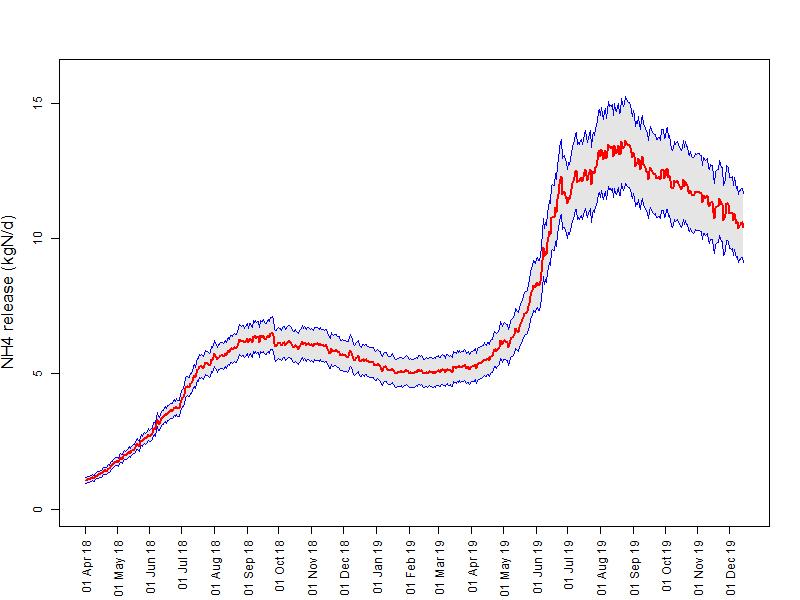 NH4 release (kgN/d)
15
10
5
0
01 Apr 18
01 May 18
01 Jun 18
01 Jul 18
01 Aug 18
01 Sep 18
01 Oct 18
01 Nov 18
01 Dec 18
01 Jan 19
01 Feb 19
01 Mar 19
01 Apr 19
01 May 19
01 Jun 19
01 Jul 19
01 Aug 19
01 Sep 19
01 Oct 19
01 Nov 19
01 Dec 19